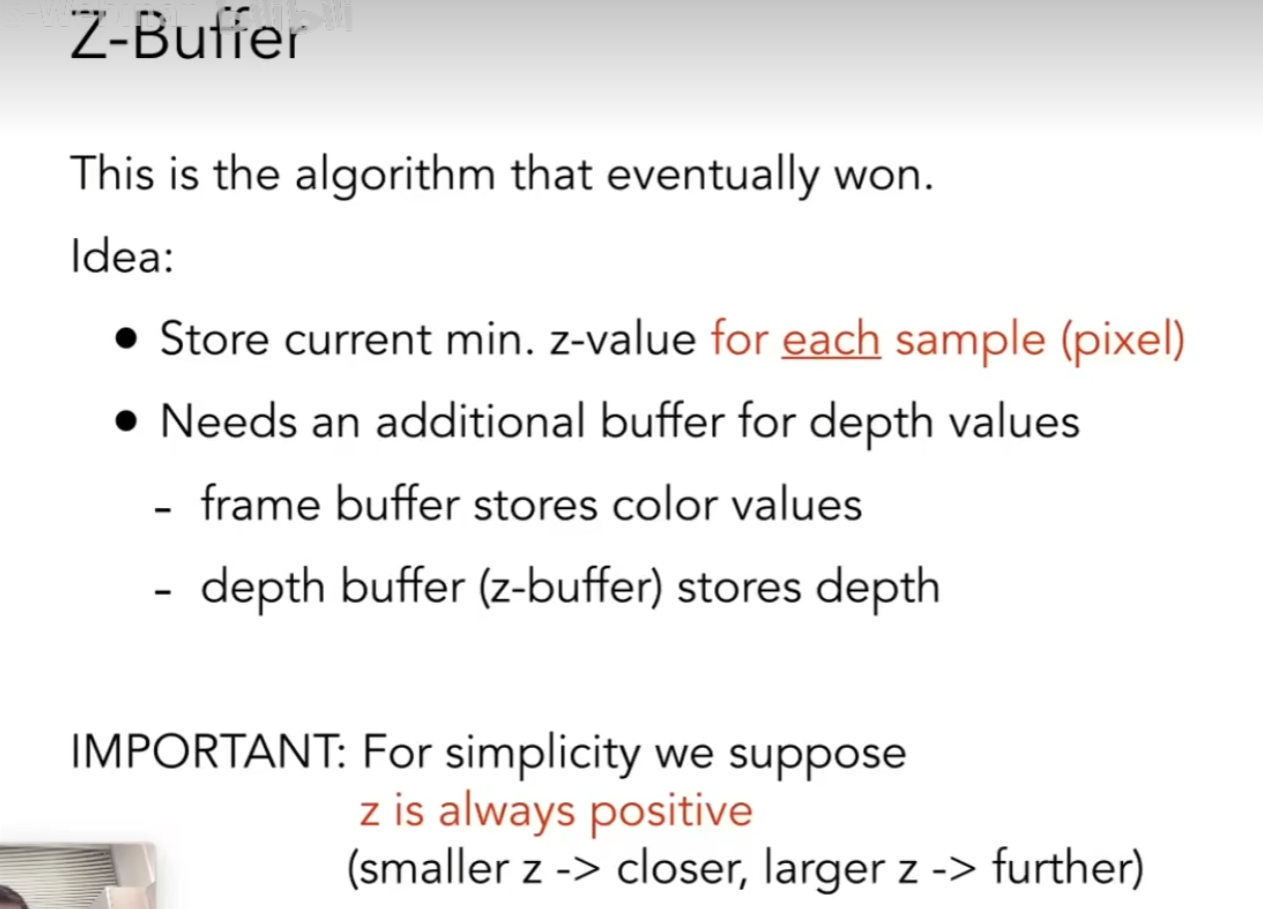 Z-Buffer
This is the algorithm that eventually won.
Idea:
• Store current min. z-value for each sample (pixel)
• Needs an additional buffer for depth values
- frame buffer stores color values
- depth buffer (z-buffer) stores depth
IMPORTANT: For simplicity we suppose
z is always positive
(smaller z -> closer, larger z -> further)